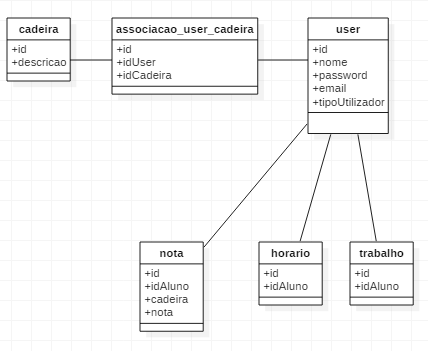 cadeira
+id
+descricao
associacao_user_cadeira
+id
+idUser
+idCadeira
user
+id
+nome
+password
+email
+tipoUtilizador
nota
+id
+idAluno
+cadeira
+nota
horario
+id
+idAluno
trabalho
+id
+idAluno